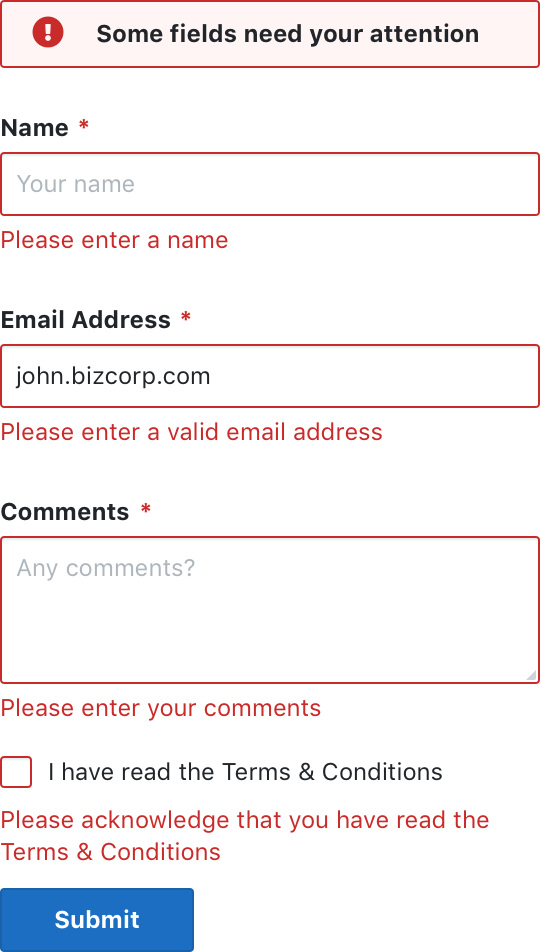 Some fields need your attention
Name *
Your name
Please enter a name
Email Address *
john.bizcorp.com
Please enter a valid email address
Comments *
Any comments?
Please enter your comments
I have read the Terms & Conditions
Please acknowledge that you have read the
Terms & Conditions
Submit